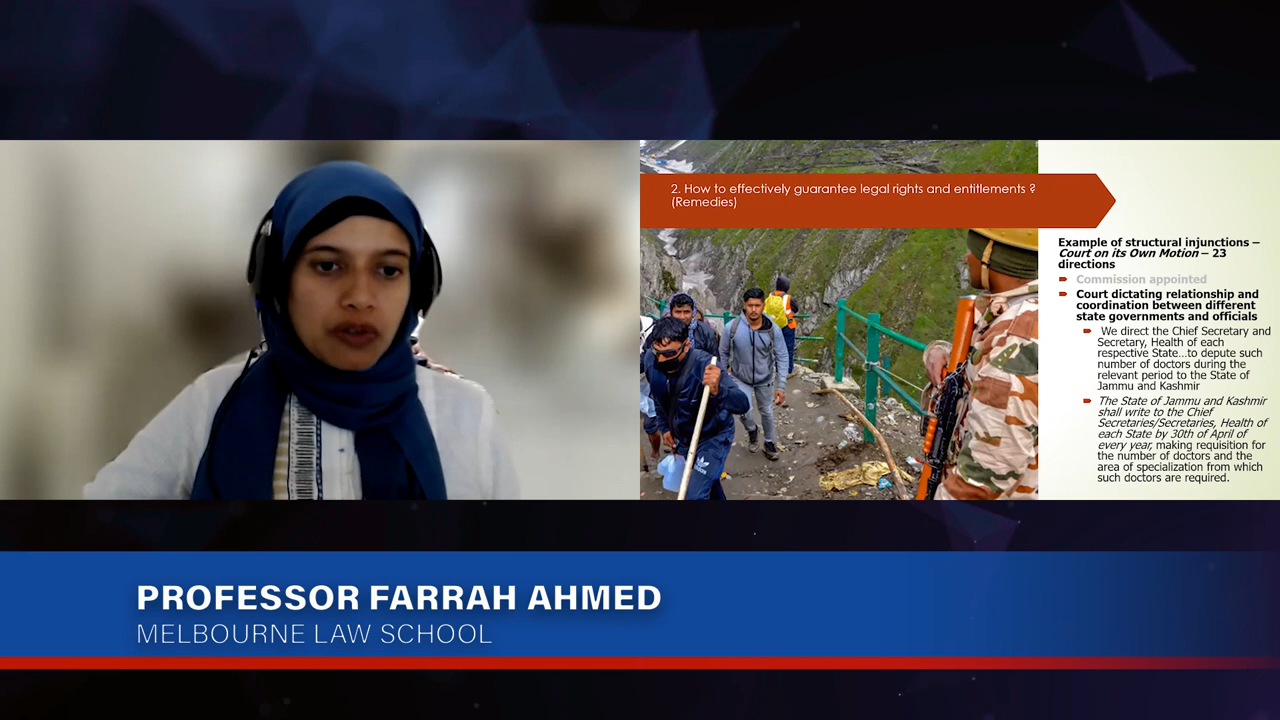 2. How to effectively guarantee legal rights and entitlements ?
(Remedies)
Example of structural injunctions –
Court on its Own Motion – 23
directions
Commission appointed
Court dictating relationship and
coordination between different
state governments and officials
We direct the Chief Secretary and
Secretary, Health of each
respective State…to depute such
number of doctors during the
relevant period to the State of
Jammu and Kashmir
The State of Jammu and Kashmir
shall write to the Chief
Secretaries/Secretaries, Health of
each State by 30th of April of
every year, making requisition for
the number of doctors and the
area of specialization from which
such doctors are required.
adidas
PROFESSOR FARRAH AHMED
MELBOURNE LAW SCHOOL